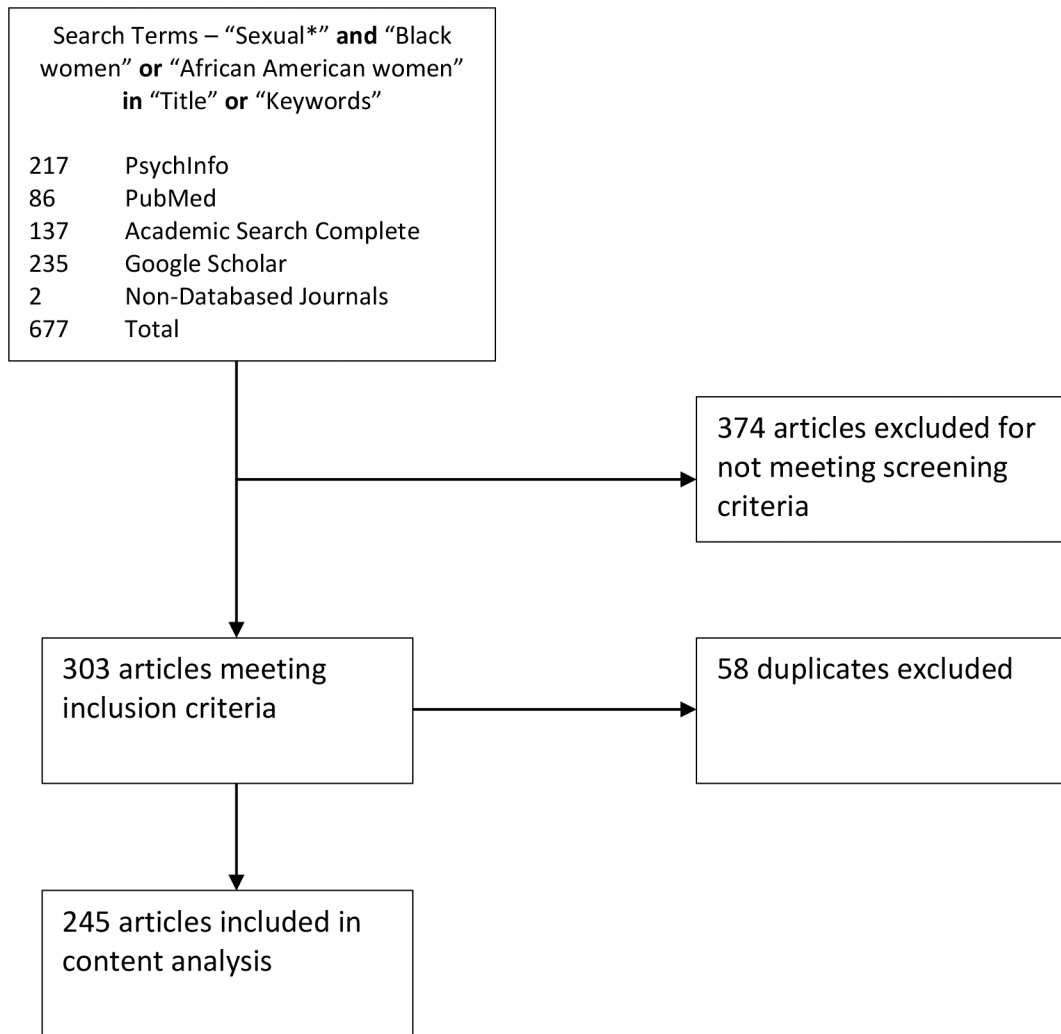 Search Terms – “Sexual*” and “Black
women” or “African American women”
in “Title” or “Keywords”
217 PsychInfo
86 PubMed
137 Academic Search Complete
235 Google Scholar
2 Non-Databased Journals
677 Total
374 articles excluded for
not meeting screening
criteria
303 articles meeting
inclusion criteria
58 duplicates excluded
245 articles included in
content analysis